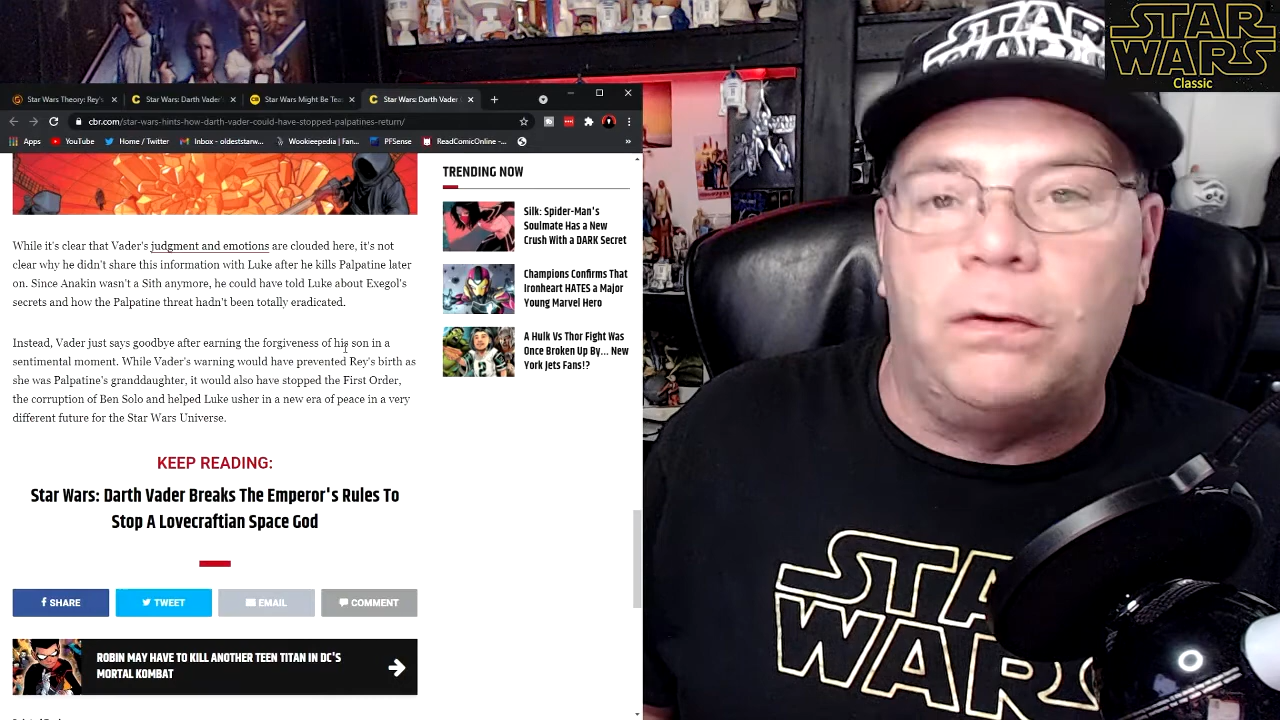 STAR
WARS
Classic
Star Wars Theory: Rey's
Star Wars: Darth Vader'
Star Wars Might Be Tea
Star Wars: Darth Vader
cbr.com/star-wars-hints-how-darth-vader-could-have-stopped-palpatines-return/
Apps YouTube Home / Twitter Inbox - oldeststarw... Wookieepedia | Fan... PFSense ReadComicOnline -... »
While it's clear that Vader's judgment and emotions are clouded here, it's not
clear why he didn't share this information with Luke after he kills Palpatine later
on. Since Anakin wasn't a Sith anymore, he could have told Luke about Exegol's
secrets and how the Palpatine threat hadn't been totally eradicated.
Instead, Vader just says goodbye after earning the forgiveness of his son in a
sentimental moment. While Vader's warning would have prevented Rey's birth as
she was Palpatine's granddaughter, it would also have stopped the First Order,
the corruption of Ben Solo and helped Luke usher in a new era of peace in a very
different future for the Star Wars Universe.
KEEP READING:
Star Wars: Darth Vader Breaks The Emperor's Rules To
Stop A Lovecraftian Space God
SHARE TWEET EMAIL COMMENT
ROBIN MAY HAVE TO KILL ANOTHER TEEN TITAN IN DC'S
MORTAL KOMBAT
TRENDING NOW
Silk: Spider-Man's
Soulmate Has a New
Crush With a DARK Secret
Champions Confirms That
Ironheart HATES a Major
Young Marvel Hero
A Hulk Vs Thor Fight Was
Once Broken Up By... New
York Jets Fans!?
STAR
WARS
STA
WARS